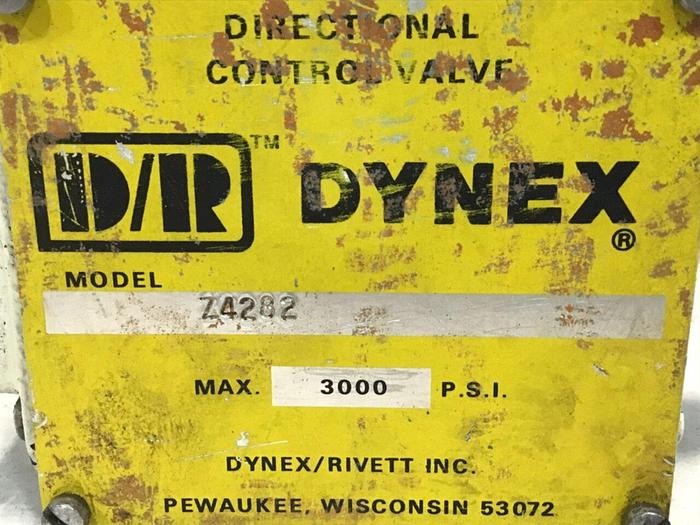 DIRECTIONAL
CONTROL VALVE
D/R ™ DYNEX ®
MODEL
Z4282
MAX. 3000 P.S.I.
DYNEX/RIVETT INC.
PEWAUKEE, WISCONSIN 53072